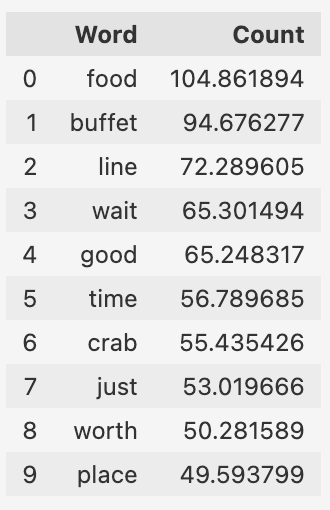 Word Count
0 food 104.861894
1 buffet 94.676277
2 line 72.289605
3 wait 65.301494
4 good 65.248317
5 time 56.789685
6 crab 55.435426
7 just 53.019666
8 worth 50.281589
9 place 49.593799